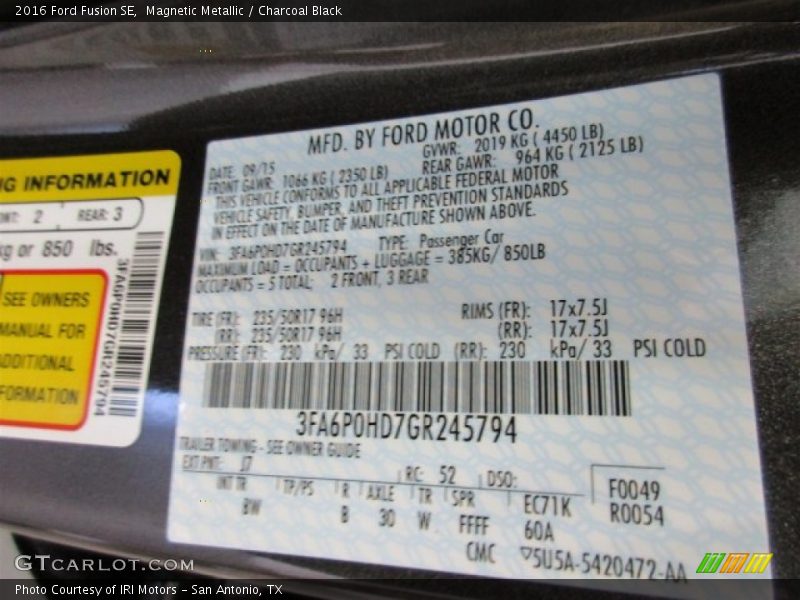 2016 Ford Fusion SE, Magnetic Metallic / Charcoal Black
NG INFORMATION
FRONT: 2 REAR: 3
kg or 850 lbs.
SEE OWNERS
MANUAL FOR
ADDITIONAL
INFORMATION
3FA6P0HD7GR245794
MFD. BY FORD MOTOR CO.
DATE: 09/15 GVWR: 2019 KG ( 4450 LB)
FRONT GAWR: 1066 KG ( 2350 LB) REAR GAWR: 964 KG ( 2125 LB)
THIS VEHICLE CONFORMS TO ALL APPLICABLE FEDERAL MOTOR
VEHICLE SAFETY, BUMPER, AND THEFT PREVENTION STANDARDS
IN EFFECT ON THE DATE OF MANUFACTURE SHOWN ABOVE.
VIN: 3FA6P0HD7GR245794 TYPE: Passenger Car
MAXIMUM LOAD = OCCUPANTS + LUGGAGE = 385KG/ 850LB
OCCUPANTS = 5 TOTAL: 2 FRONT, 3 REAR
TIRE (FR): 235/50R17 96H RIMS (FR): 17x7.5J
(RR): 235/50R17 96H (RR): 17x7.5J
PRESSURE (FR): 230 kPa/ 33 PSI COLD (RR): 230 kPa/ 33 PSI COLD
3FA6P0HD7GR245794
TRAILER TOWING - SEE OWNER GUIDE
EXT PNT: J7 RC: 52 DSO: F0049
R0054
INT TR TP/PS R AXLE TR SPR EC71K
BW B 30 W FFFF 60A
CMC ▽5U5A-5420472-AA
GTCARLOT.COM
Photo Courtesy of IRI Motors – San Antonio, TX